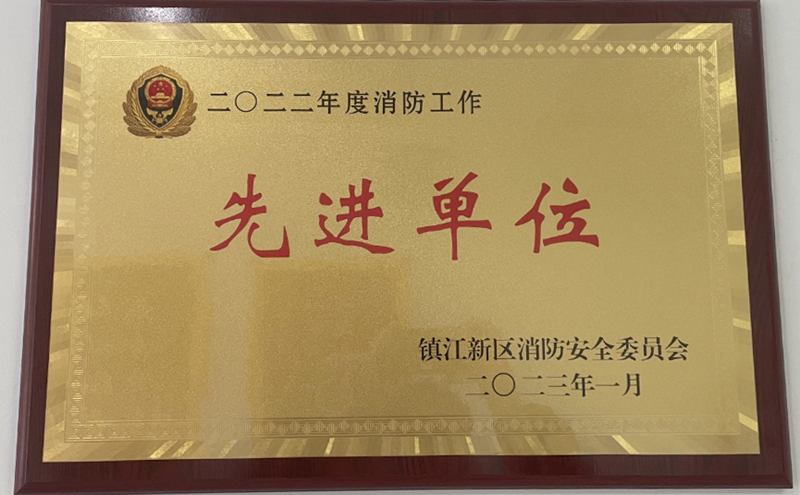 二〇二二年度消防工作
先进单位
镇江新区消防安全委员会
二〇二三年一月